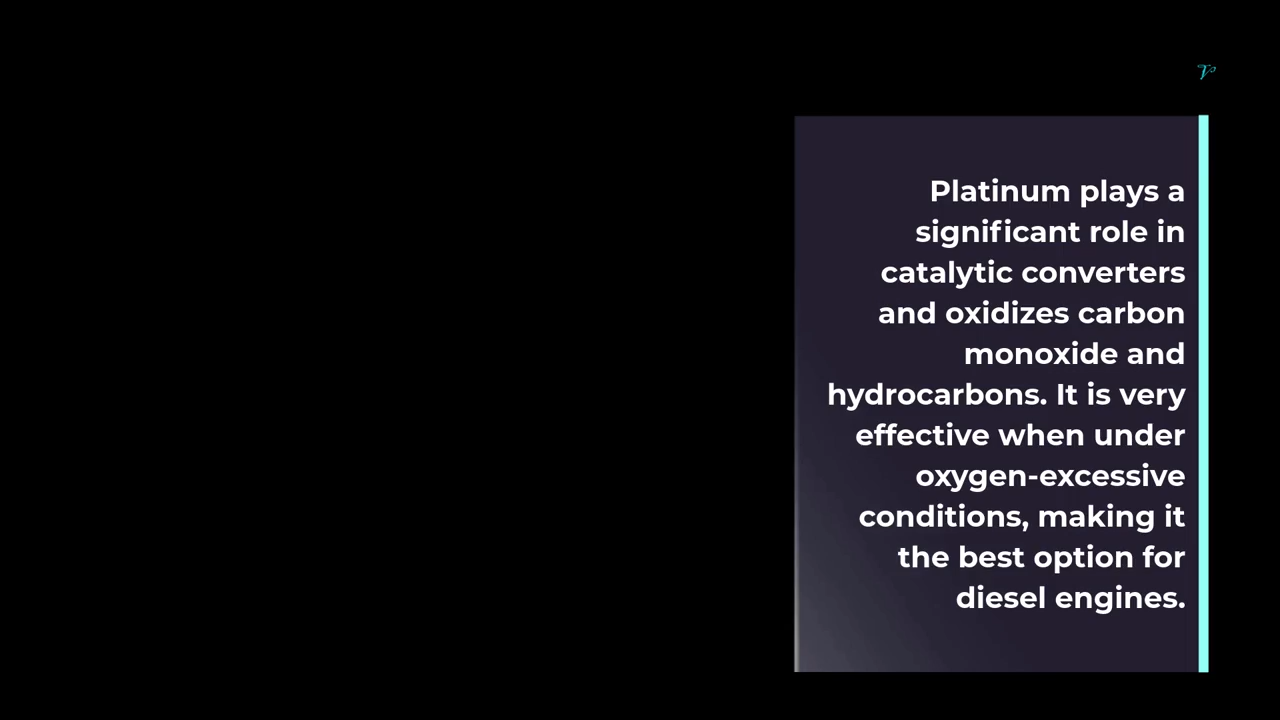 Platinum plays a
significant role in
catalytic converters
and oxidizes carbon
monoxide and
hydrocarbons. It is very
effective when under
oxygen-excessive
conditions, making it
the best option for
diesel engines.